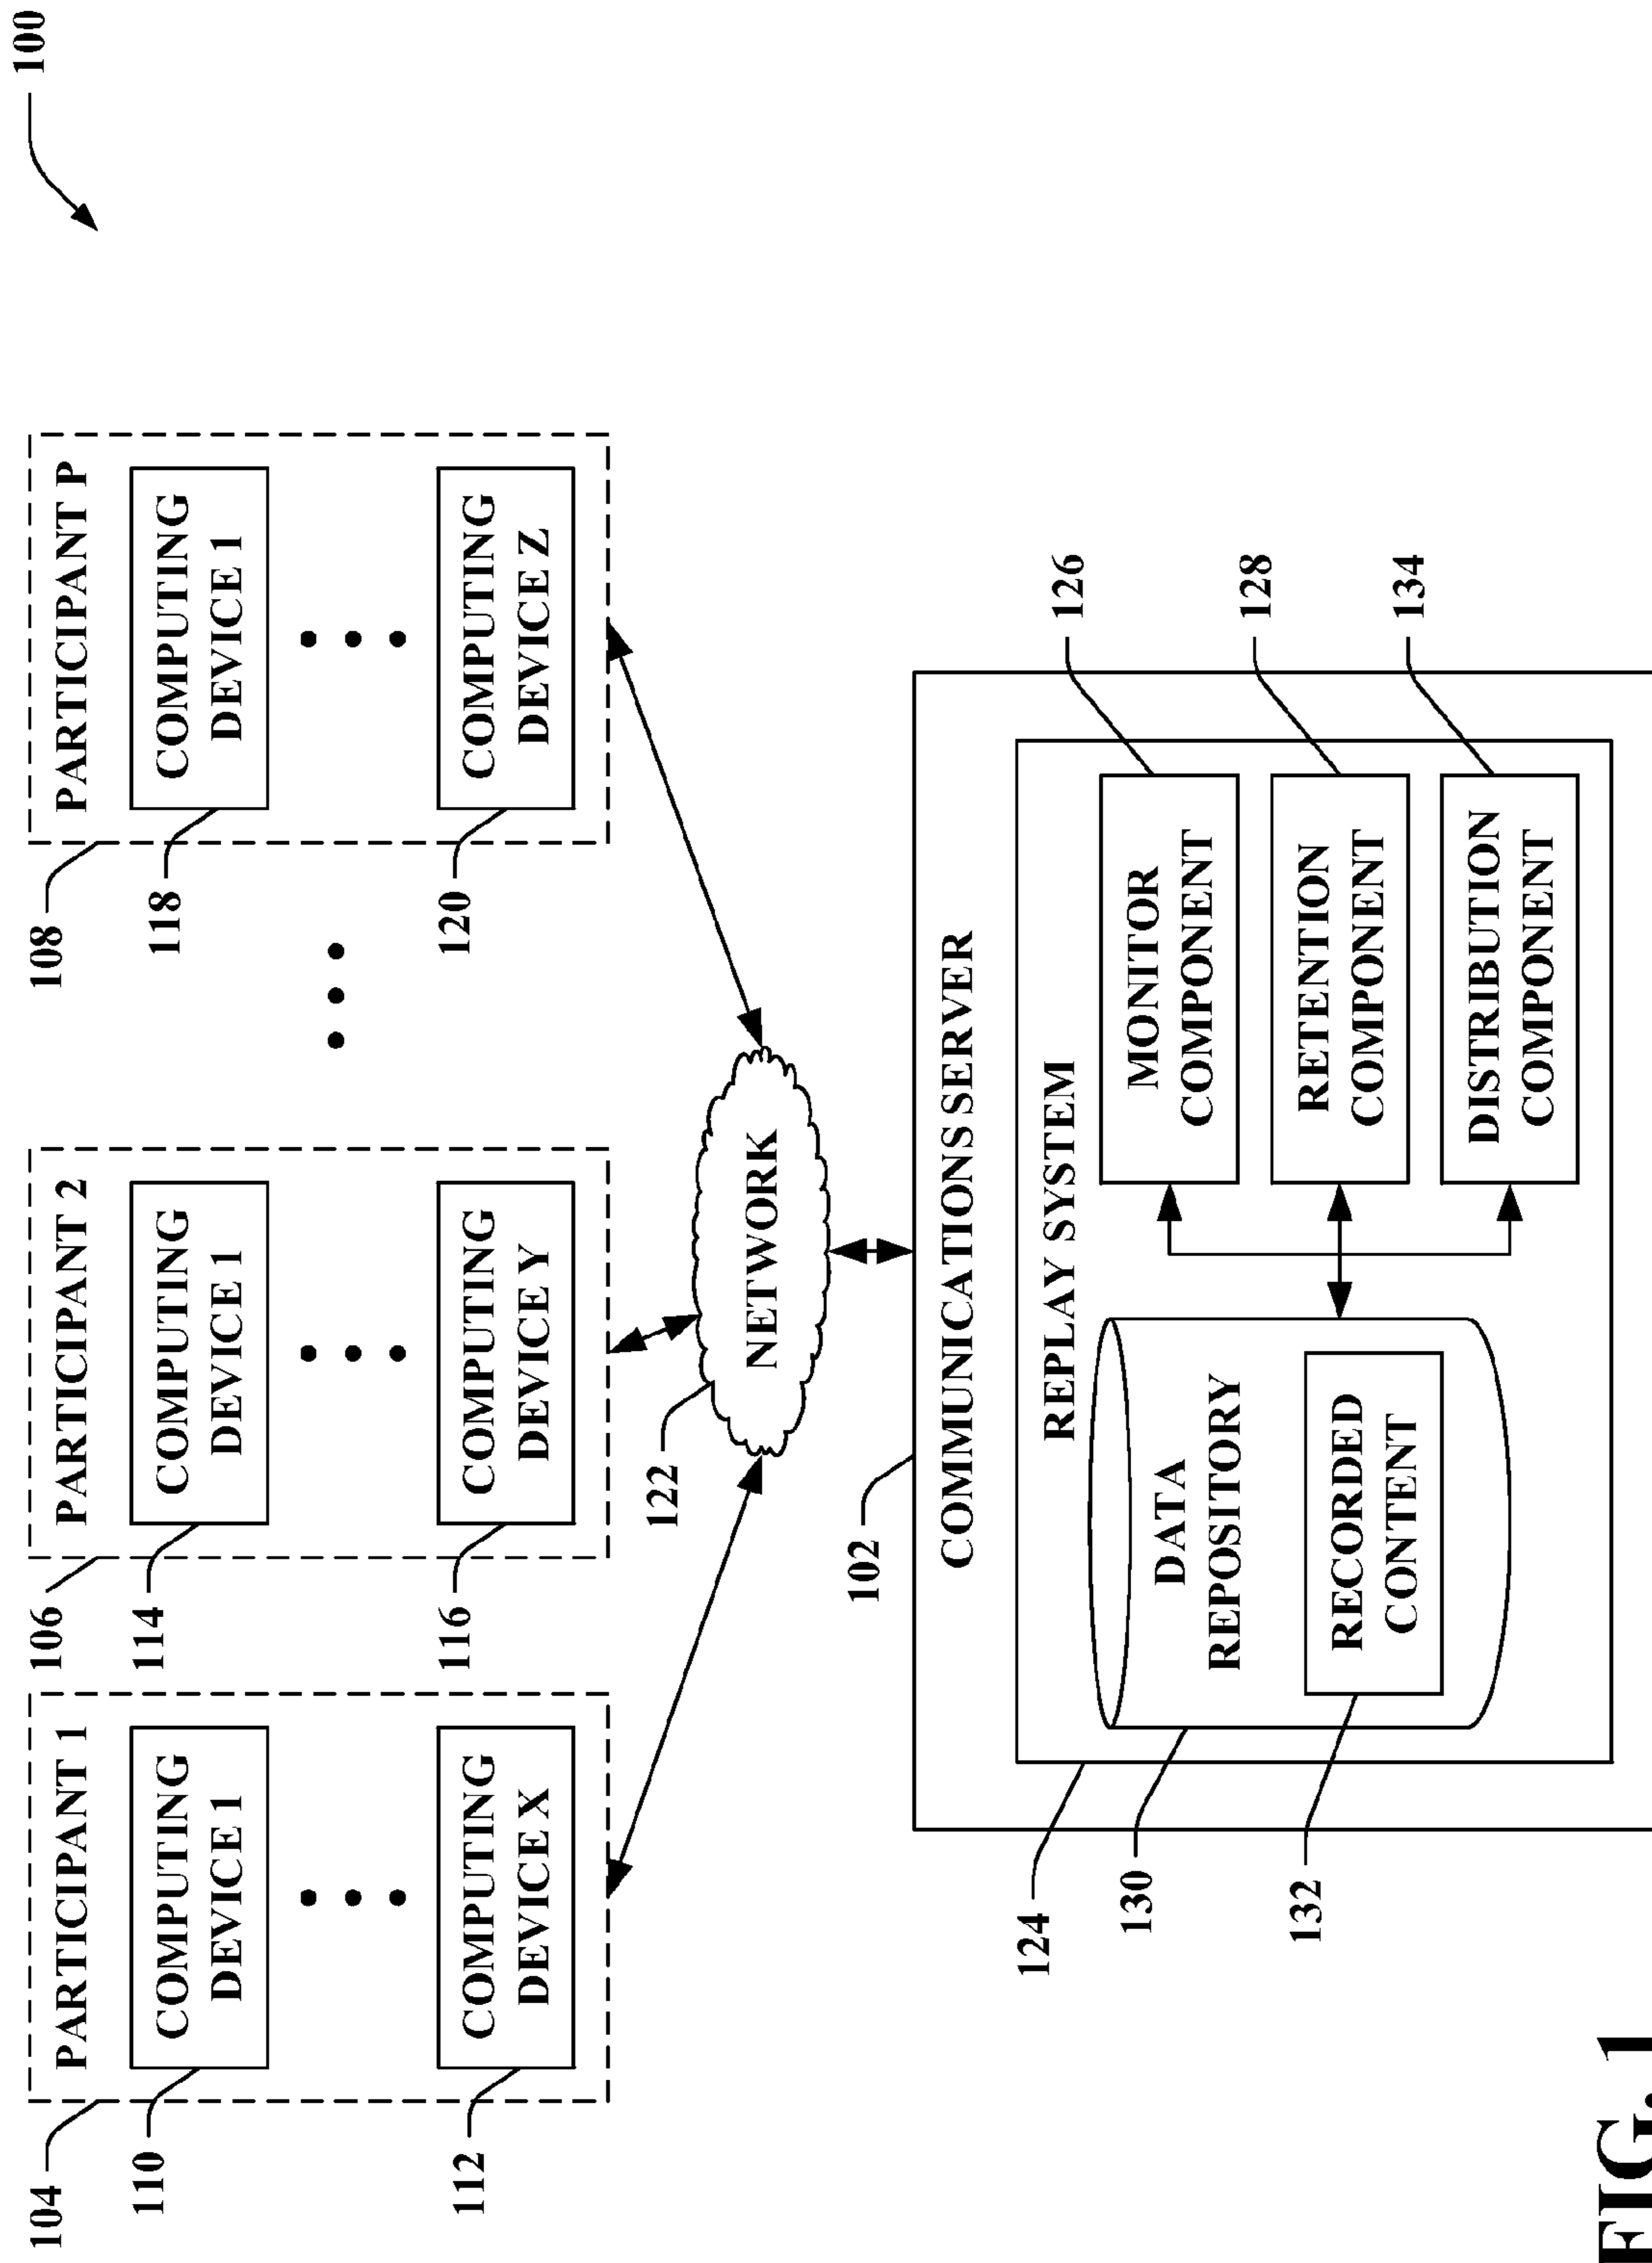 100
PARTICIPANT 1
COMPUTING
DEVICE 1
COMPUTING
DEVICE X
104
110
112
PARTICIPANT 2
COMPUTING
DEVICE 1
COMPUTING
DEVICE Y
106
114
116
PARTICIPANT P
COMPUTING
DEVICE 1
COMPUTING
DEVICE Z
108
118
120
NETWORK
122
102
COMMUNICATIONS SERVER
REPLAY SYSTEM
124
DATA
REPOSITORY
130
RECORDED
CONTENT
132
MONITOR
COMPONENT
126
RETENTION
COMPONENT
128
DISTRIBUTION
COMPONENT
134
FIG. 1